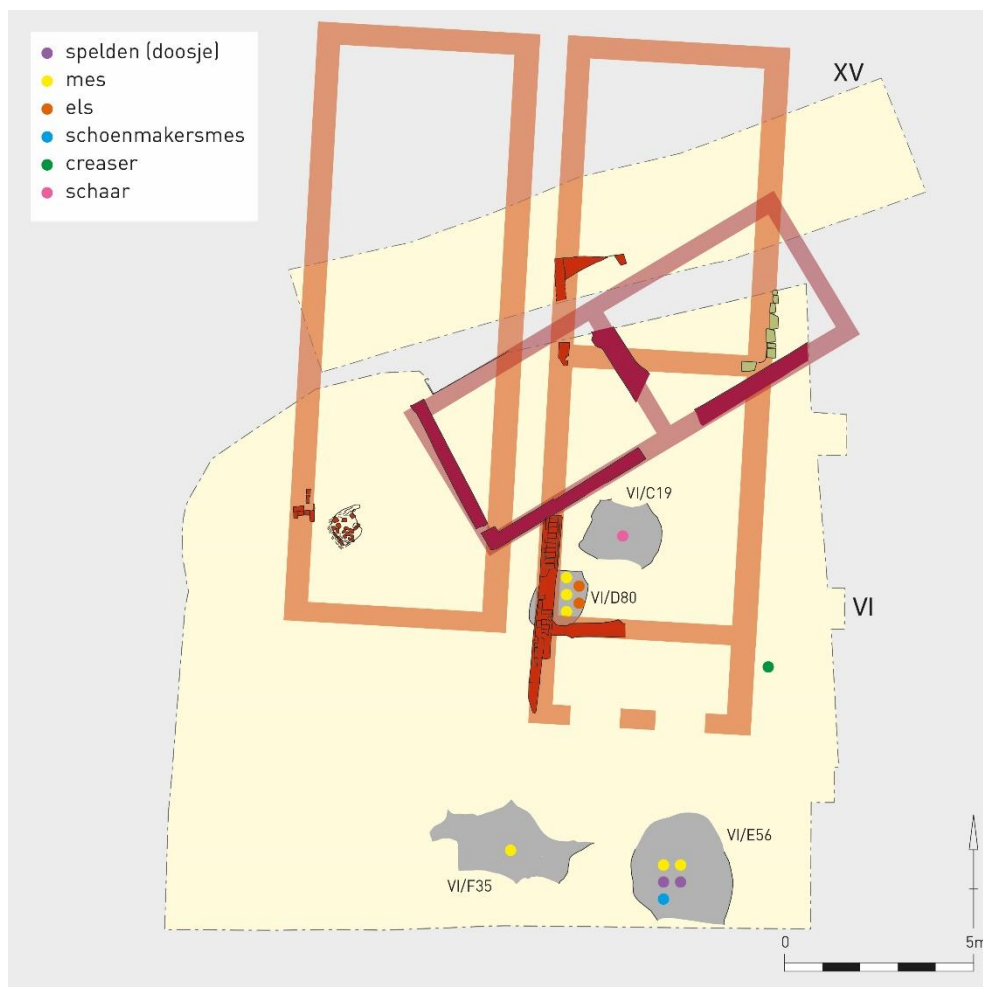 spelden (doosje)
mes
els
schoenmakersmes
creaser
schaar
XV
VI/C19
VI/D80
VI
VI/E56
VI/F35
0
5m